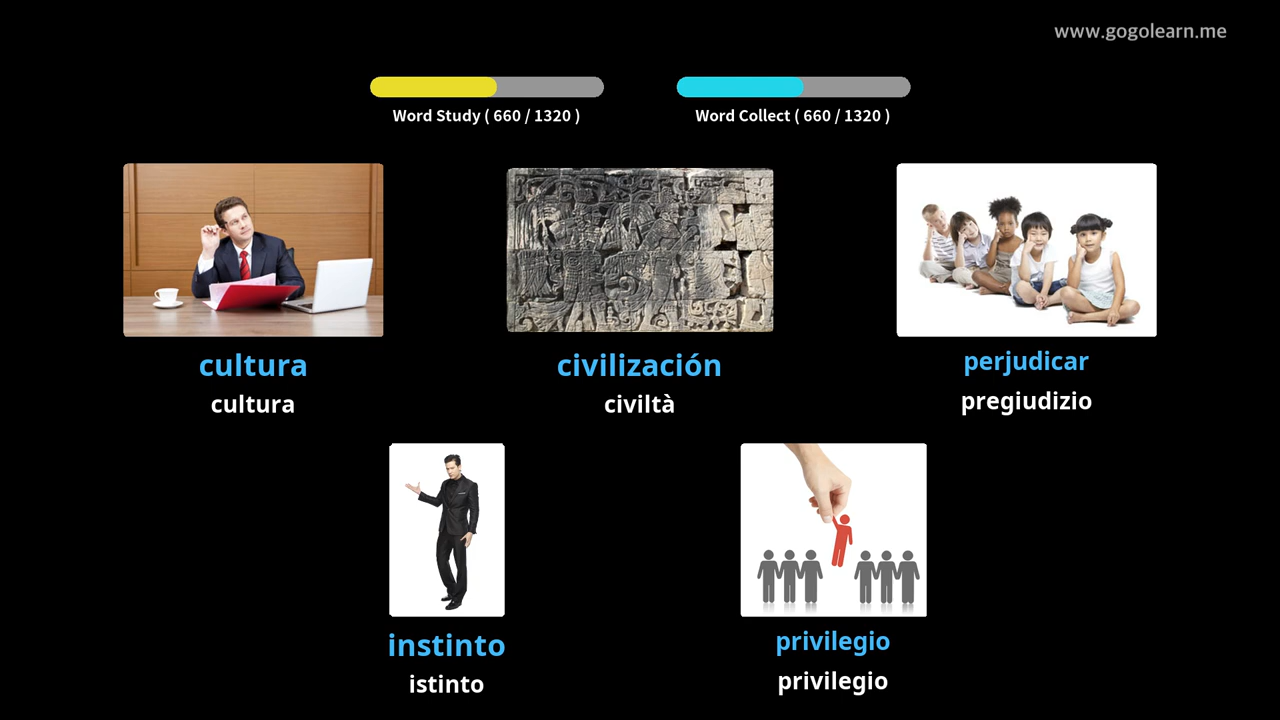 www.gogolearn.me
Word Study ( 660 / 1320 )
Word Collect ( 660 / 1320 )
cultura
cultura
civilización
civiltà
perjudicar
pregiudizio
instinto
istinto
privilegio
privilegio